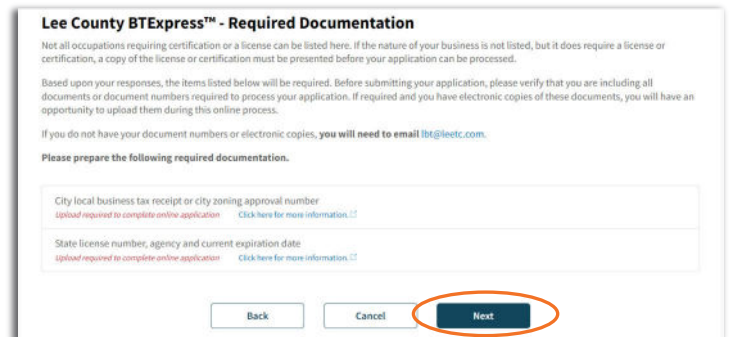 Lee County BTExpress™ - Required Documentation
Not all occupations requiring certification or a license can be listed here. If the nature of your business is not listed, but it does require a license or
certification, a copy of the license or certification must be presented before your application can be processed.
Based upon your responses, the items listed below will be required. Before submitting your application, please verify that you are including all
documents or document numbers required to process your application. If required and you have electronic copies of these documents, you will have an
opportunity to upload them during this online process.
If you do not have your document numbers or electronic copies, you will need to email lbt@leetc.com.
Please prepare the following required documentation.
City local business tax receipt or city zoning approval number
Upload required to complete online application Click here for more information.
State license number, agency and current expiration date
Upload required to complete online application Click here for more information.
Back Cancel Next